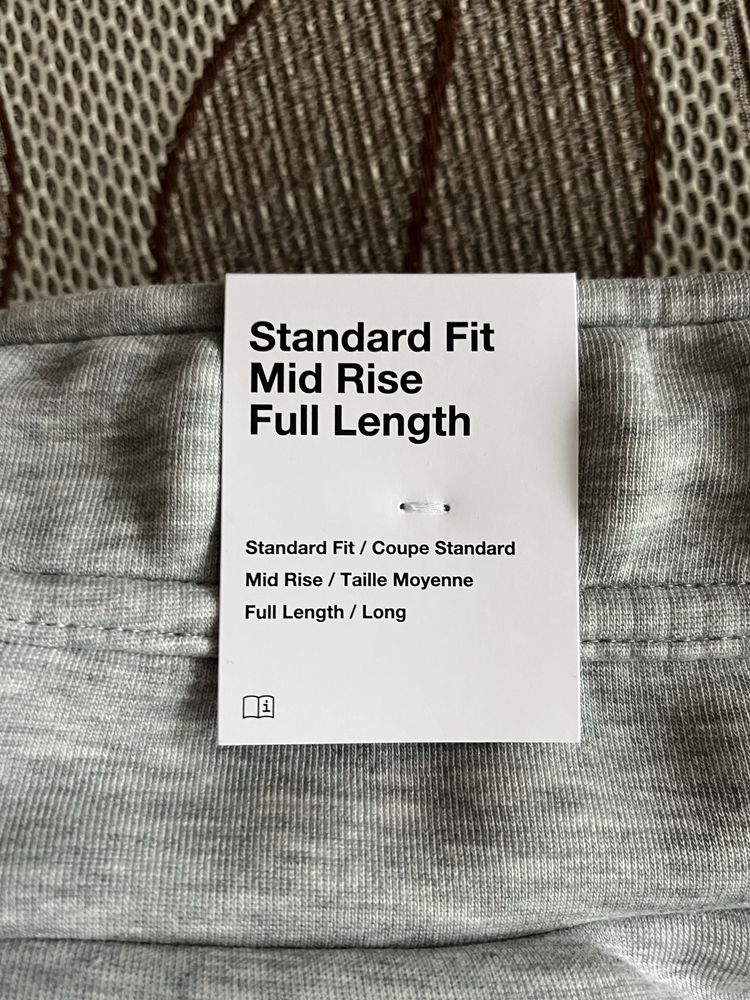 Standard Fit
Mid Rise
Full Length
Standard Fit / Coupe Standard
Mid Rise / Taille Moyenne
Full Length / Long
i